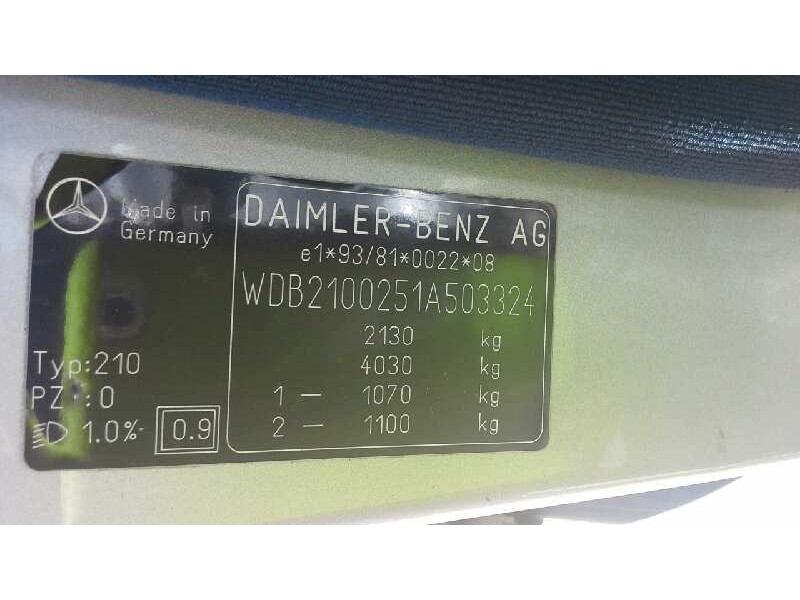 Made in
Germany
Typ:210
PZ :0
1.0%
0.9
DAIMLER-BENZ AG
e1*93/81*0022*08
WDB2100251A503324
2130 kg
4030 kg
1 - 1070 kg
2 - 1100 kg